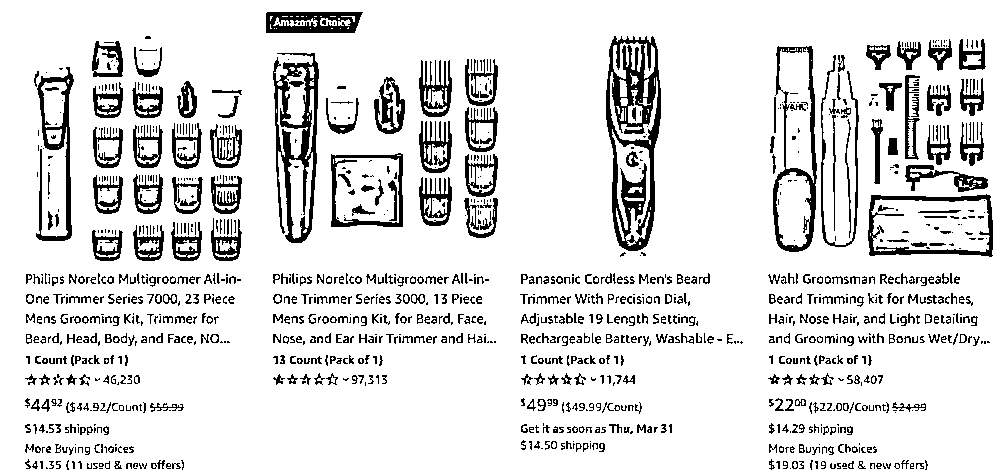 Amazon's Choice
WAHL
WAHL
Philips Norelco Multigroomer All-in-
One Trimmer Series 7000, 23 Piece
Mens Grooming Kit, Trimmer for
Beard, Head, Body, and Face, NO...
1 Count (Pack of 1)
46,230
$44.92 ($44.92/Count) $59.99
$14.53 shipping
More Buying Choices
$41.35 (11 used & new offers)
Philips Norelco Multigroomer All-in-
One Trimmer Series 3000, 13 Piece
Mens Grooming Kit, for Beard, Face,
Nose, and Ear Hair Trimmer and Hai...
13 Count (Pack of 1)
97,313
Panasonic Cordless Men's Beard
Trimmer With Precision Dial,
Adjustable 19 Length Setting,
Rechargeable Battery, Washable - E...
1 Count (Pack of 1)
11,744
$49.99 ($49.99/Count)
Get it as soon as Thu, Mar 31
$14.50 shipping
Wahl Groomsman Rechargeable
Beard Trimming kit for Mustaches,
Hair, Nose Hair, and Light Detailing
and Grooming with Bonus Wet/Dry...
1 Count (Pack of 1)
58,407
$22.00 ($22.00/Count) $24.99
$14.29 shipping
More Buying Choices
$19.03 (19 used & new offers)